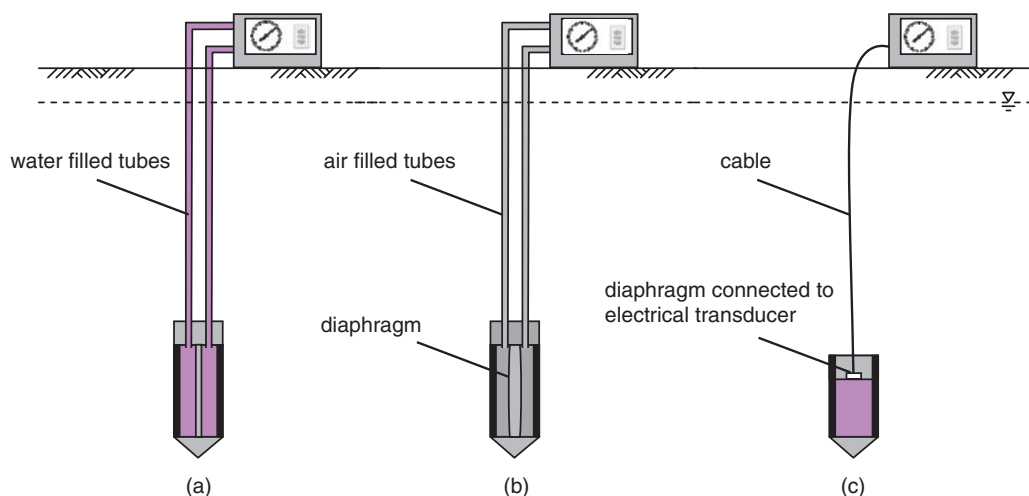 water filled tubes
air filled tubes
cable
diaphragm
diaphragm connected to
electrical transducer
(a)
(b)
(c)